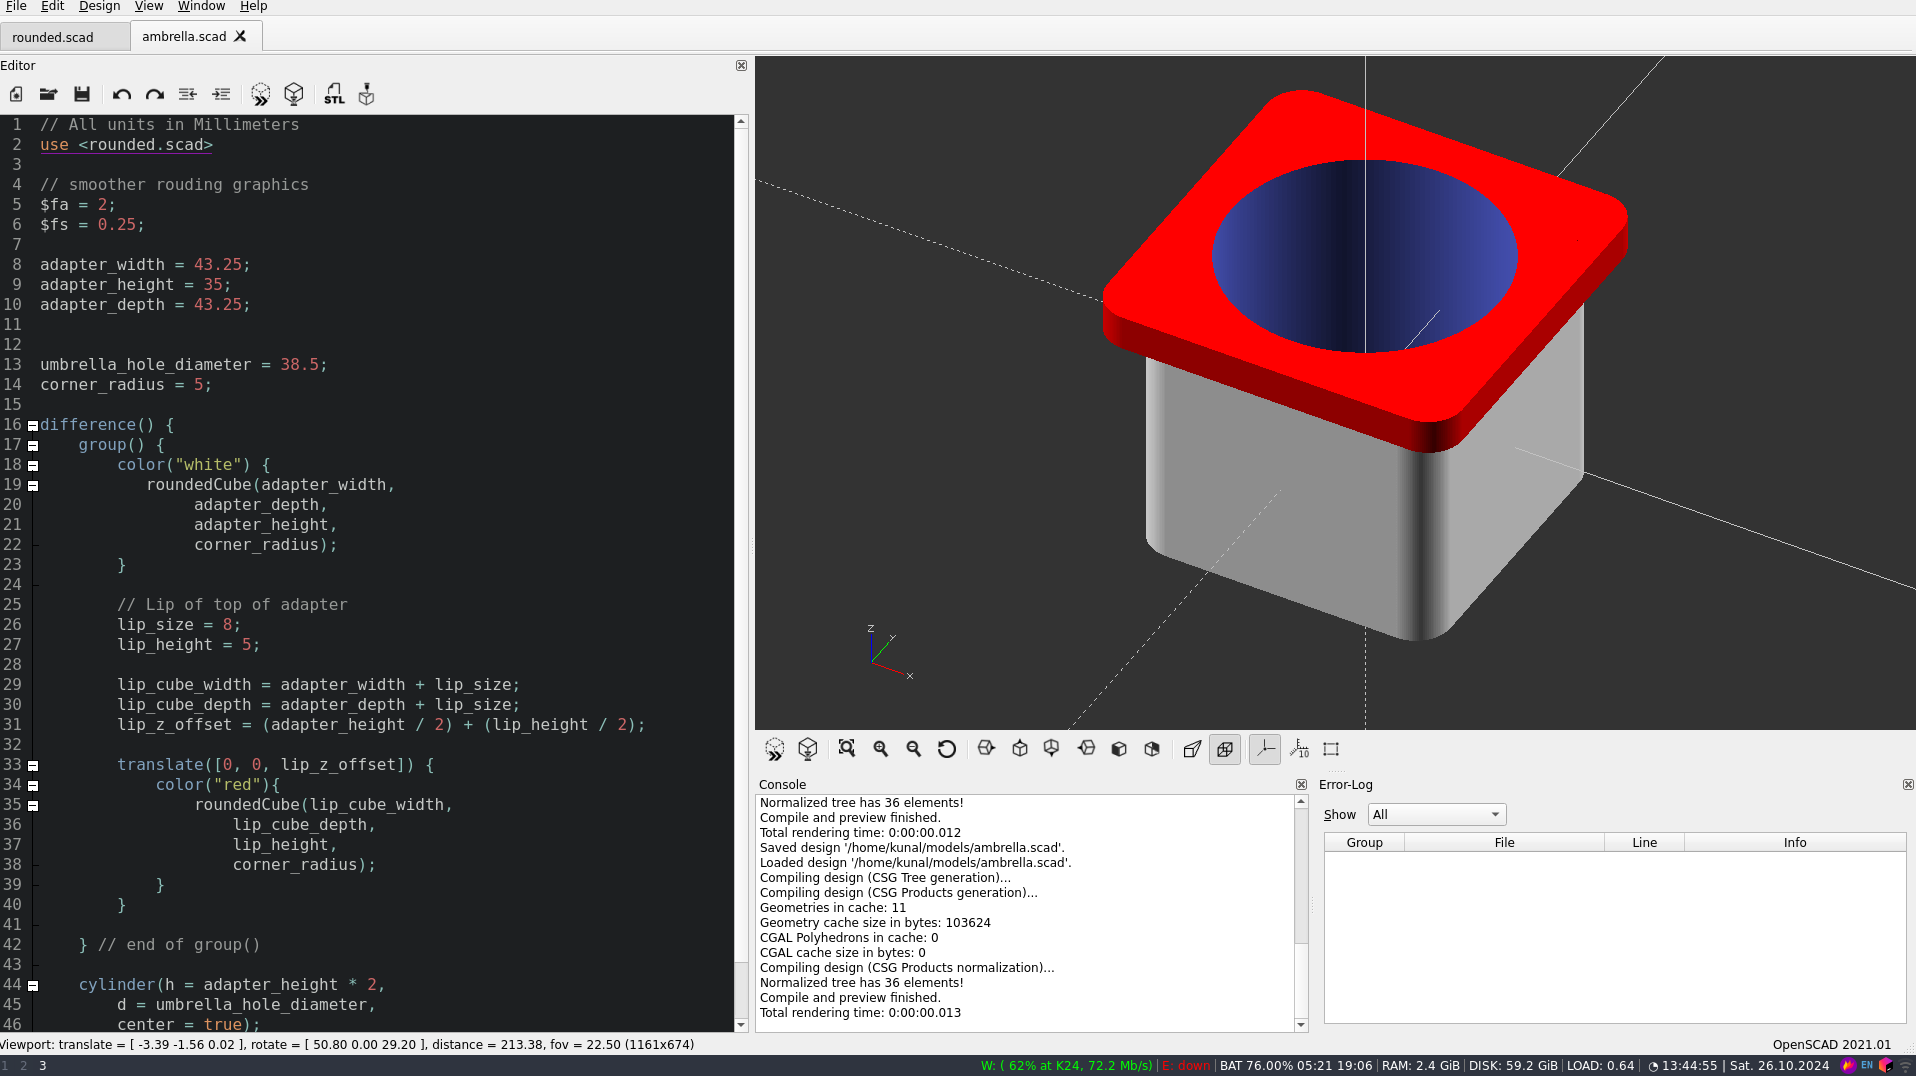 File Edit Design View Window Help
rounded.scad ambrella.scad
Editor
STL
1 // All units in Millimeters
2 use <rounded.scad>
3
4 // smoother rouding graphics
5 $fa = 2;
6 $fs = 0.25;
7
8 adapter_width = 43.25;
9 adapter_height = 35;
10 adapter_depth = 43.25;
11
12
13 umbrella_hole_diameter = 38.5;
14 corner_radius = 5;
15
16 difference() {
17 group() {
18 color("white") {
19 roundedCube(adapter_width,
20 adapter_depth,
21 adapter_height,
22 corner_radius);
23 }
24
25 // Lip of top of adapter
26 lip_size = 8;
27 lip_height = 5;
28
29 lip_cube_width = adapter_width + lip_size;
30 lip_cube_depth = adapter_depth + lip_size;
31 lip_z_offset = (adapter_height / 2) + (lip_height / 2);
32
33 translate([0, 0, lip_z_offset]) {
34 color("red"){
35 roundedCube(lip_cube_width,
36 lip_cube_depth,
37 lip_height,
38 corner_radius);
39 }
40 }
41
42 } // end of group()
43
44 cylinder(h = adapter_height * 2,
45 d = umbrella_hole_diameter,
46 center = true);
Z
Y
X
10
Console
Normalized tree has 36 elements!
Compile and preview finished.
Total rendering time: 0:00:00.012
Saved design '/home/kunal/models/ambrella.scad'.
Loaded design '/home/kunal/models/ambrella.scad'.
Compiling design (CSG Tree generation)...
Compiling design (CSG Products generation)...
Geometries in cache: 11
Geometry cache size in bytes: 103624
CGAL Polyhedrons in cache: 0
CGAL cache size in bytes: 0
Compiling design (CSG Products normalization)...
Normalized tree has 36 elements!
Compile and preview finished.
Total rendering time: 0:00:00.013
Error-Log
Show All
Group File Line Info
Viewport: translate = [ -3.39 -1.56 0.02 ], rotate = [ 50.80 0.00 29.20 ], distance = 213.38, fov = 22.50 (1161x674)
OpenSCAD 2021.01
1 2 3
W: ( 62% at K24, 72.2 Mb/s) | E: down | BAT 76.00% 05:21 19:06 | RAM: 2.4 GiB | DISK: 59.2 GiB | LOAD: 0.64 | 13:44:55 | Sat. 26.10.2024 EN